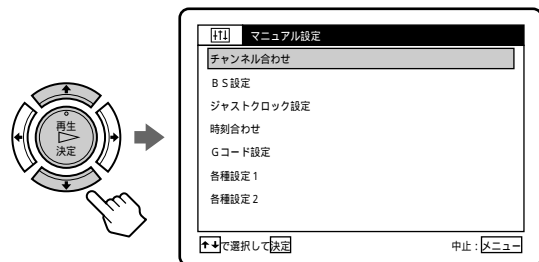 再生
決定
マニュアル設定
チャンネル合わせ
BS設定
ジャストクロック設定
時刻合わせ
Gコード設定
各種設定1
各種設定2
↑↓で選択して決定
中止:メニュー